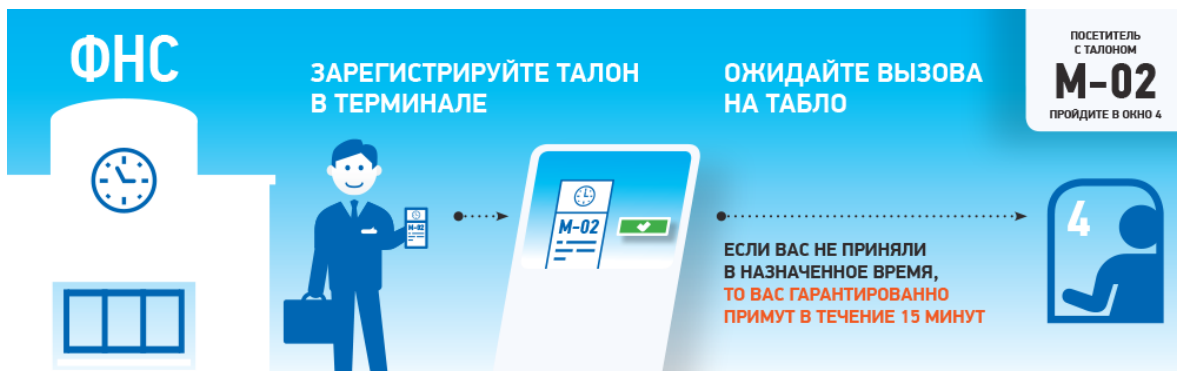 ФНС
ЗАРЕГИСТРИРУЙТЕ ТАЛОН
В ТЕРМИНАЛЕ
М-02
М-02
ОЖИДАЙТЕ ВЫЗОВА
НА ТАБЛО
ЕСЛИ ВАС НЕ ПРИНЯЛИ
В НАЗНАЧЕННОЕ ВРЕМЯ,
ТО ВАС ГАРАНТИРОВАННО
ПРИМУТ В ТЕЧЕНИЕ 15 МИНУТ
ПОСЕТИТЕЛЬ
С ТАЛОНОМ
М-02
ПРОЙДИТЕ В ОКНО 4
4